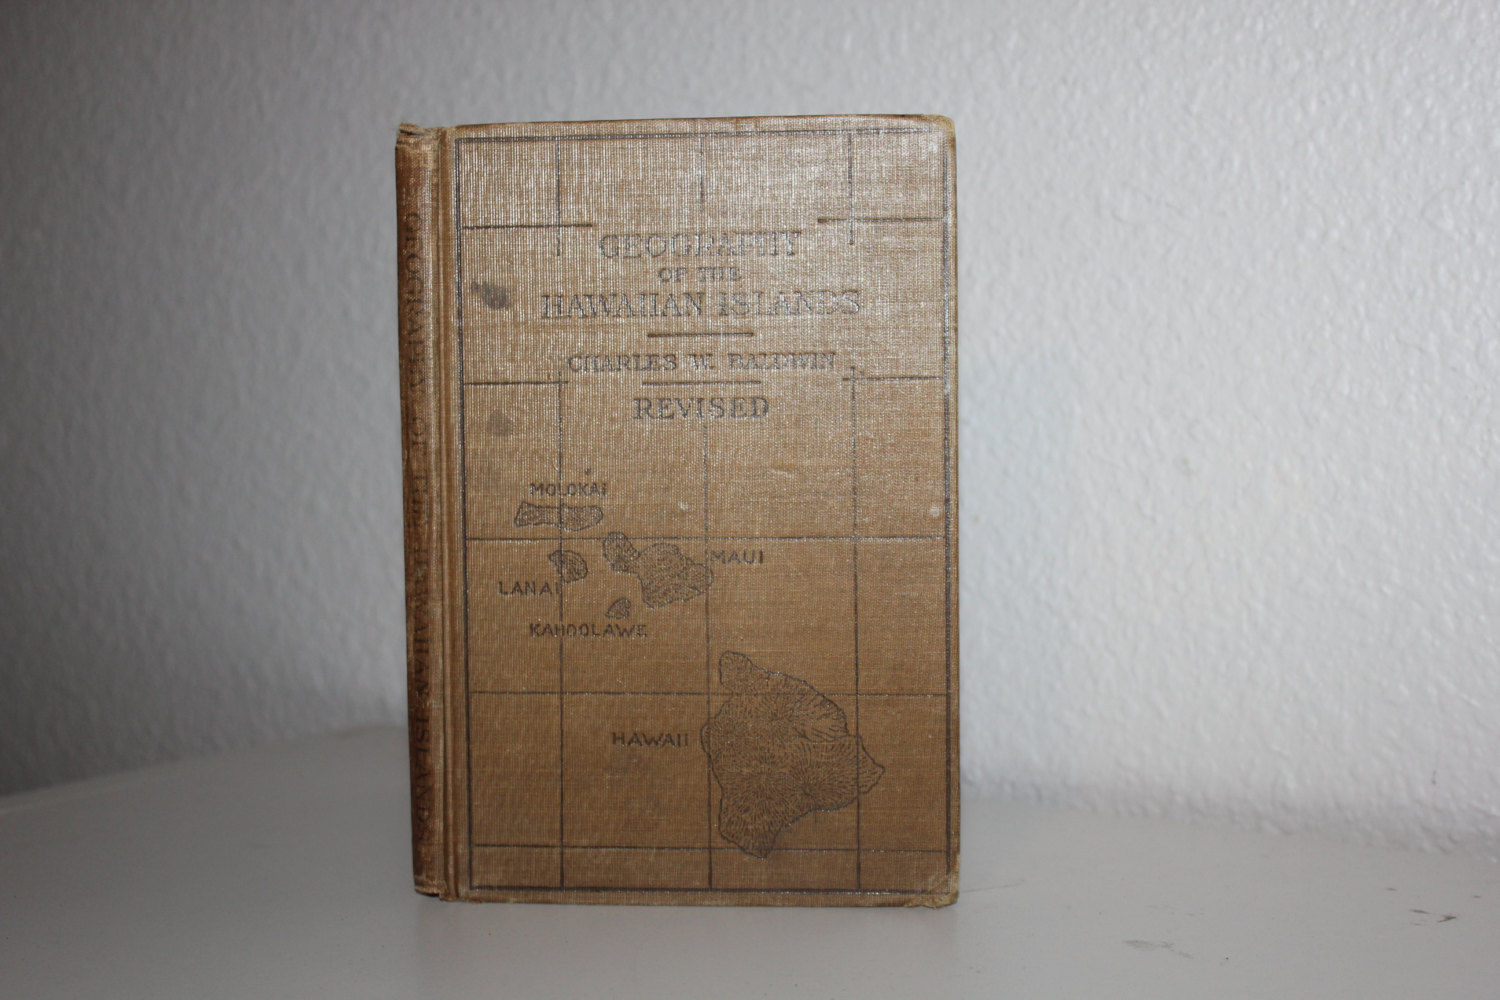 GEOGRAPHY
OF THE
HAWAIIAN ISLANDS
CHARLES W. BALDWIN
REVISED
MOLOKAI
MAUI
LANAI
KAHOOLAWE
HAWAII
GEOGRAPHY OF THE HAWAIIAN ISLANDS